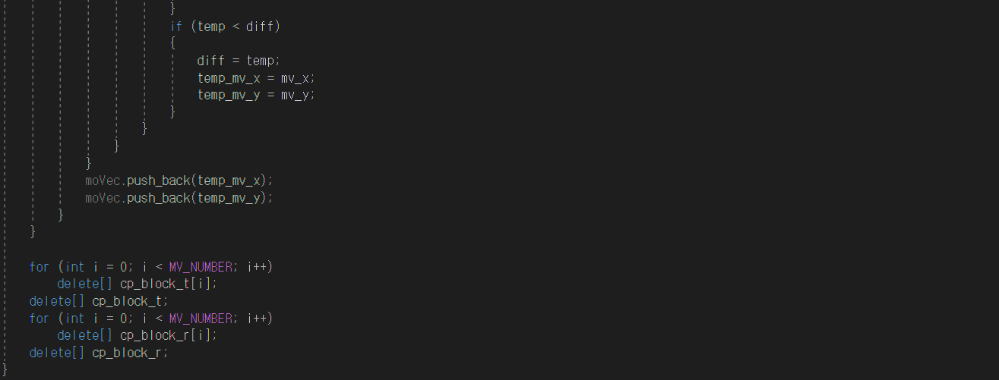 }
if (temp < diff)
{
diff = temp;
temp_mv_x = mv_x;
temp_mv_y = mv_y;
}
}
}
}
moVec.push_back(temp_mv_x);
moVec.push_back(temp_mv_y);
}
}
for (int i = 0; i < MV_NUMBER; i++)
delete[] cp_block_t[i];
delete[] cp_block_t;
for (int i = 0; i < MV_NUMBER; i++)
delete[] cp_block_r[i];
delete[] cp_block_r;
}